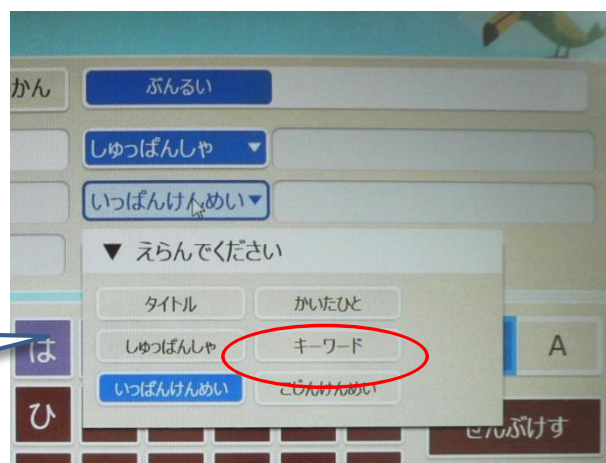 かん ぶんるい
しゅっぱんしゃ ▼
いっぱんけんめい ▼
▼ えらんでください
タイトル かいたひと
しゅっぱんしゃ キーワード
いっぱんけんめい こじんけんめい
は A
ひ ぜんぶけす